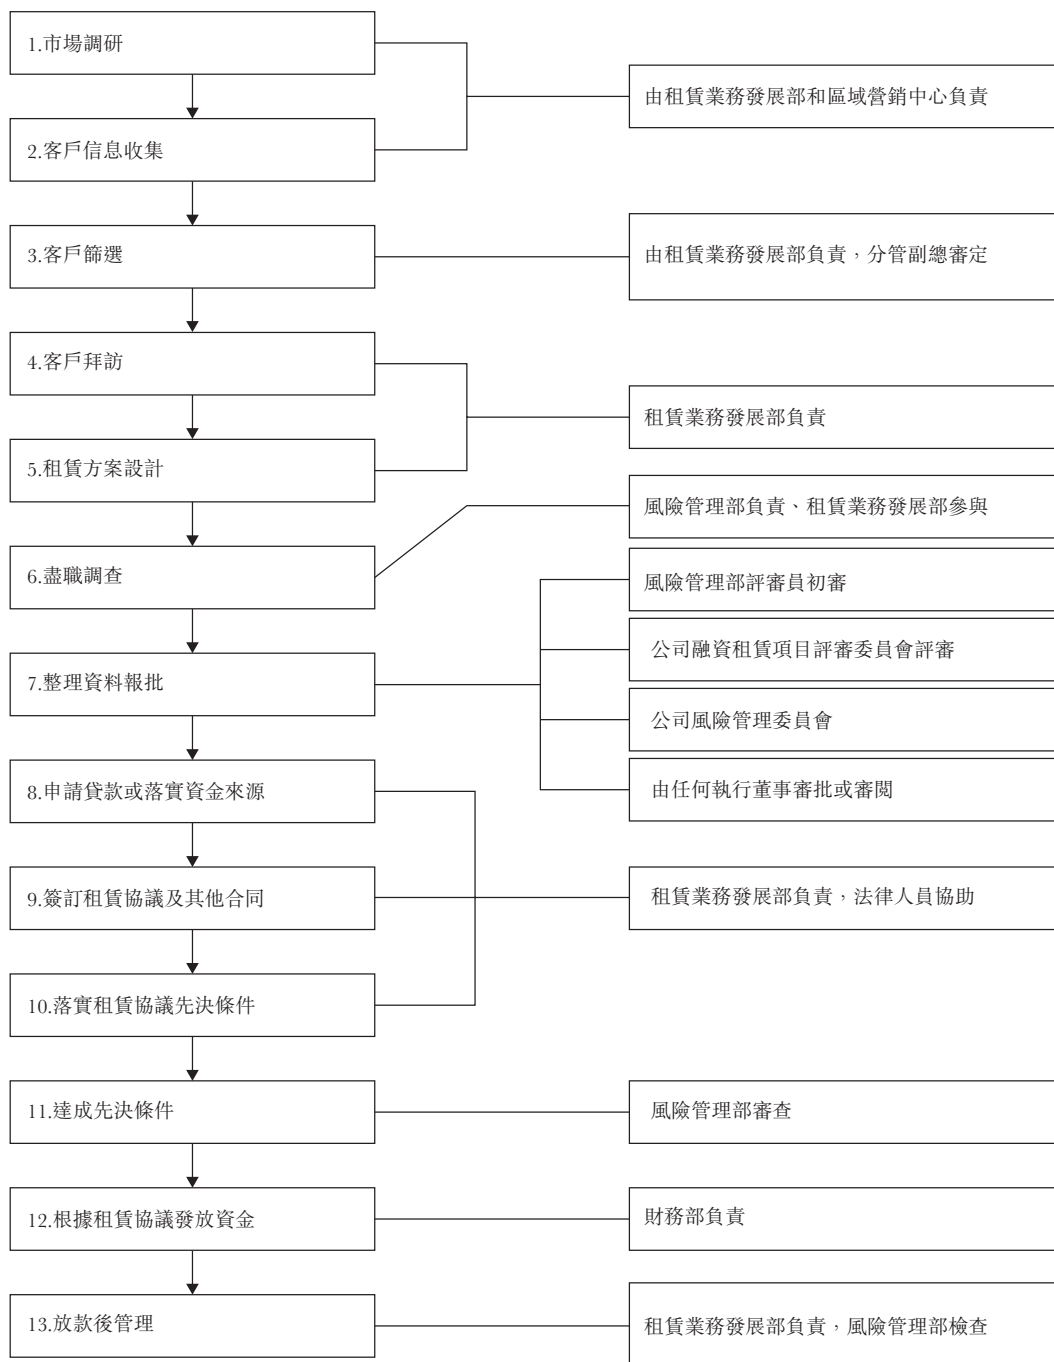 1.市場調研
由租賃業務發展部和區域營銷中心負責
2.客戶信息收集
3.客戶篩選
由租賃業務發展部負責，分管副總審定
4.客戶拜訪
租賃業務發展部負責
5.租賃方案設計
風險管理部負責、租賃業務發展部參與
6.盡職調查
風險管理部評審員初審
公司融資租賃項目評審委員會評審
7.整理資料報批
公司風險管理委員會
8.申請貸款或落實資金來源
由任何執行董事審批或審閱
9.簽訂租賃協議及其他合同
租賃業務發展部負責，法律人員協助
10.落實租賃協議先決條件
11.達成先決條件
風險管理部審查
12.根據租賃協議發放資金
財務部負責
13.放款後管理
租賃業務發展部負責，風險管理部檢查